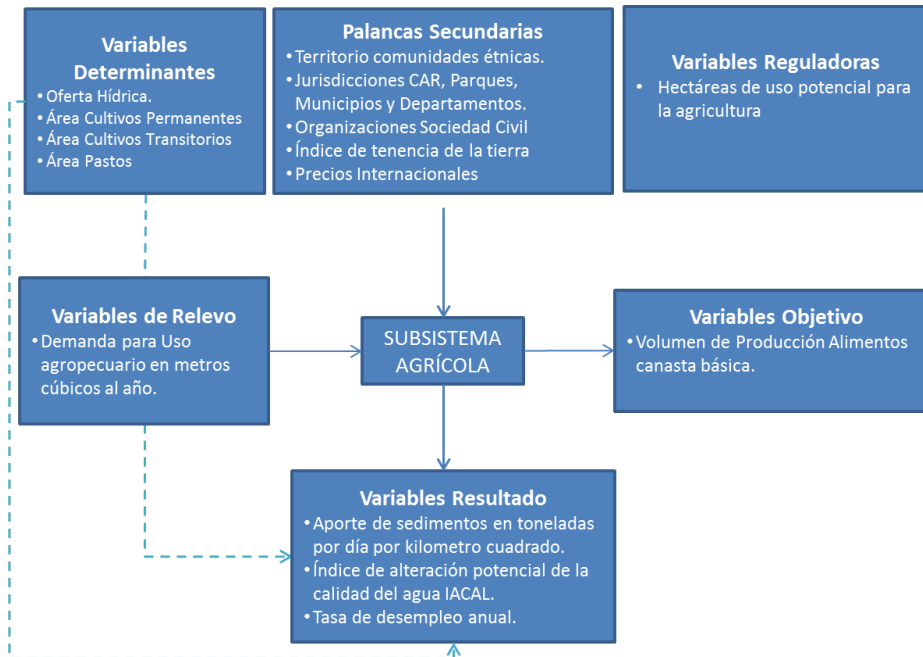 Variables
Determinantes
• Oferta Hídrica.
• Área Cultivos Permanentes
• Área Cultivos Transitorios
• Área Pastos
Palancas Secundarias
• Territorio comunidades étnicas.
• Jurisdicciones CAR, Parques,
Municipios y Departamentos.
• Organizaciones Sociedad Civil
• Índice de tenencia de la tierra
• Precios Internacionales
Variables Reguladoras
• Hectáreas de uso potencial para
la agricultura
Variables de Relevo
• Demanda para Uso
agropecuario en metros
cúbicos al año.
SUBSISTEMA
AGRÍCOLA
Variables Objetivo
• Volumen de Producción Alimentos
canasta básica.
Variables Resultado
• Aporte de sedimentos en toneladas
por día por kilometro cuadrado.
• Índice de alteración potencial de la
calidad del agua IACAL.
• Tasa de desempleo anual.